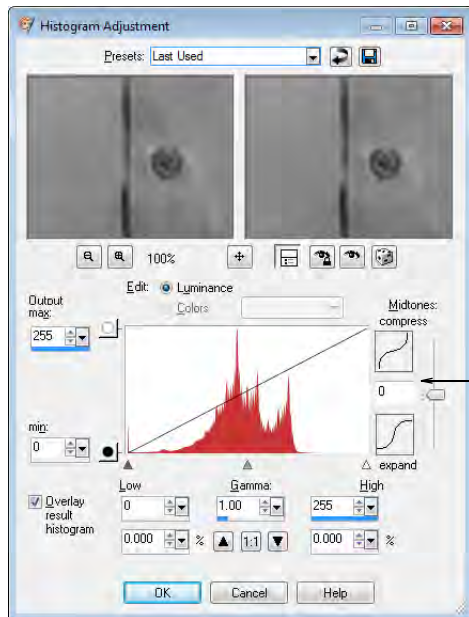 Histogram Adjustment
Presets: Last Used
100%
Edit: Luminance
Colors
Output max:
255
Midtones:
compress
0
min:
0
expand
Overlay result histogram
Low Gamma: High
0 1.00 255
0.000 % 1:1 0.000 %
OK Cancel Help